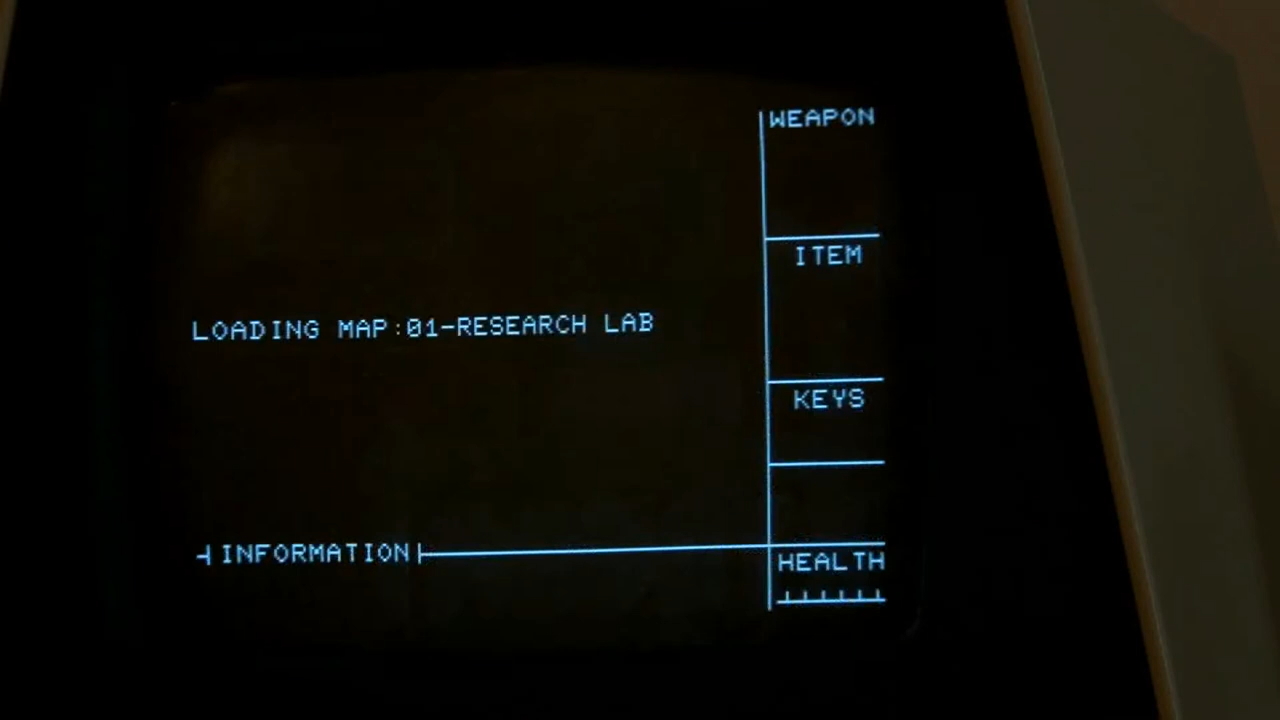 WEAPON
ITEM
LOADING MAP:01-RESEARCH LAB
KEYS
INFORMATION
HEALTH